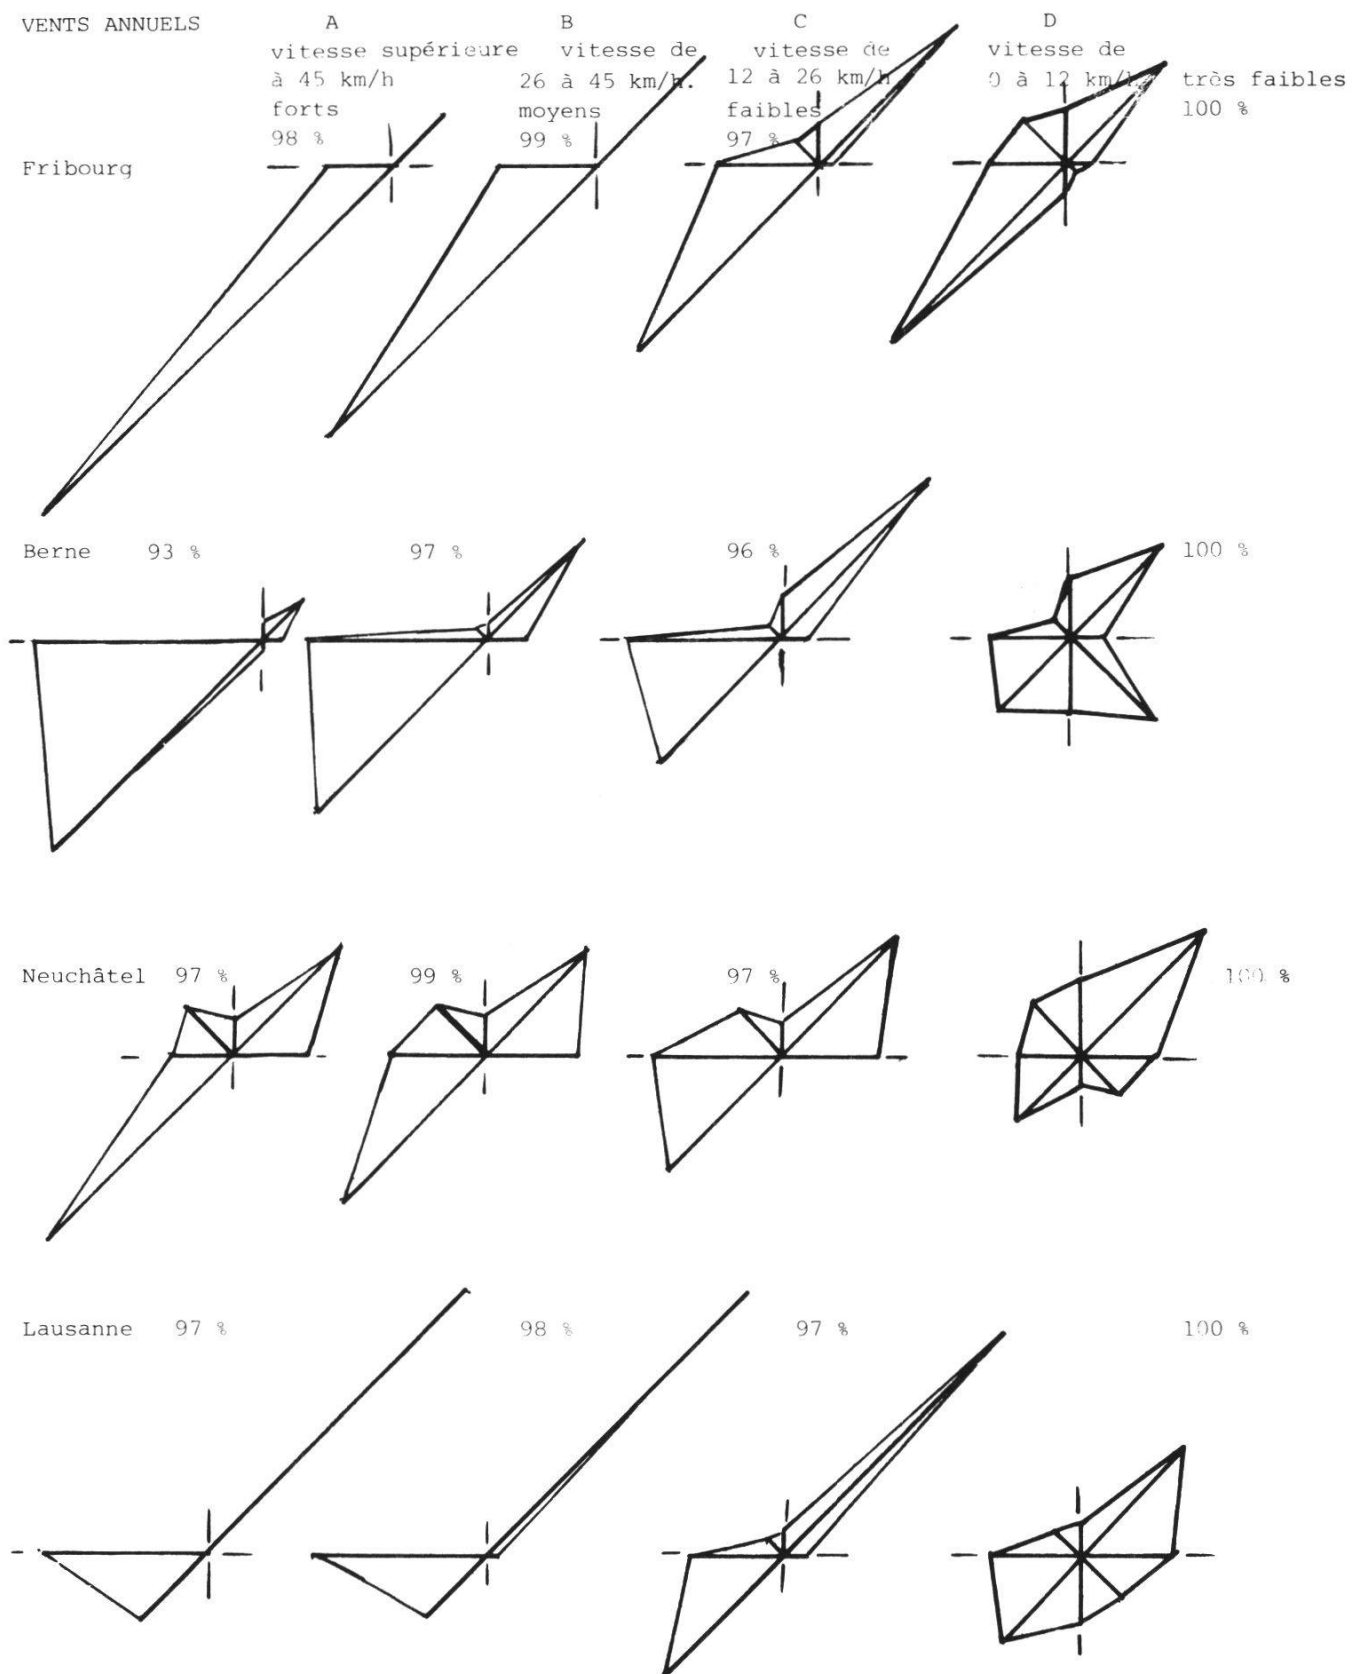 VENTS ANNUELS A B C D
vitesse supérieure vitesse de vitesse de vitesse de
à 45 km/h 26 à 45 km/h. 12 à 26 km/h 0 à 12 km/h très faibles
forts moyens faibles 100 %
98 % 99 % 97 %
Fribourg
Berne 93 % 97 % 96 % 100 %
Neuchâtel 97 % 99 % 97 % 100 %
Lausanne 97 % 98 % 97 % 100 %